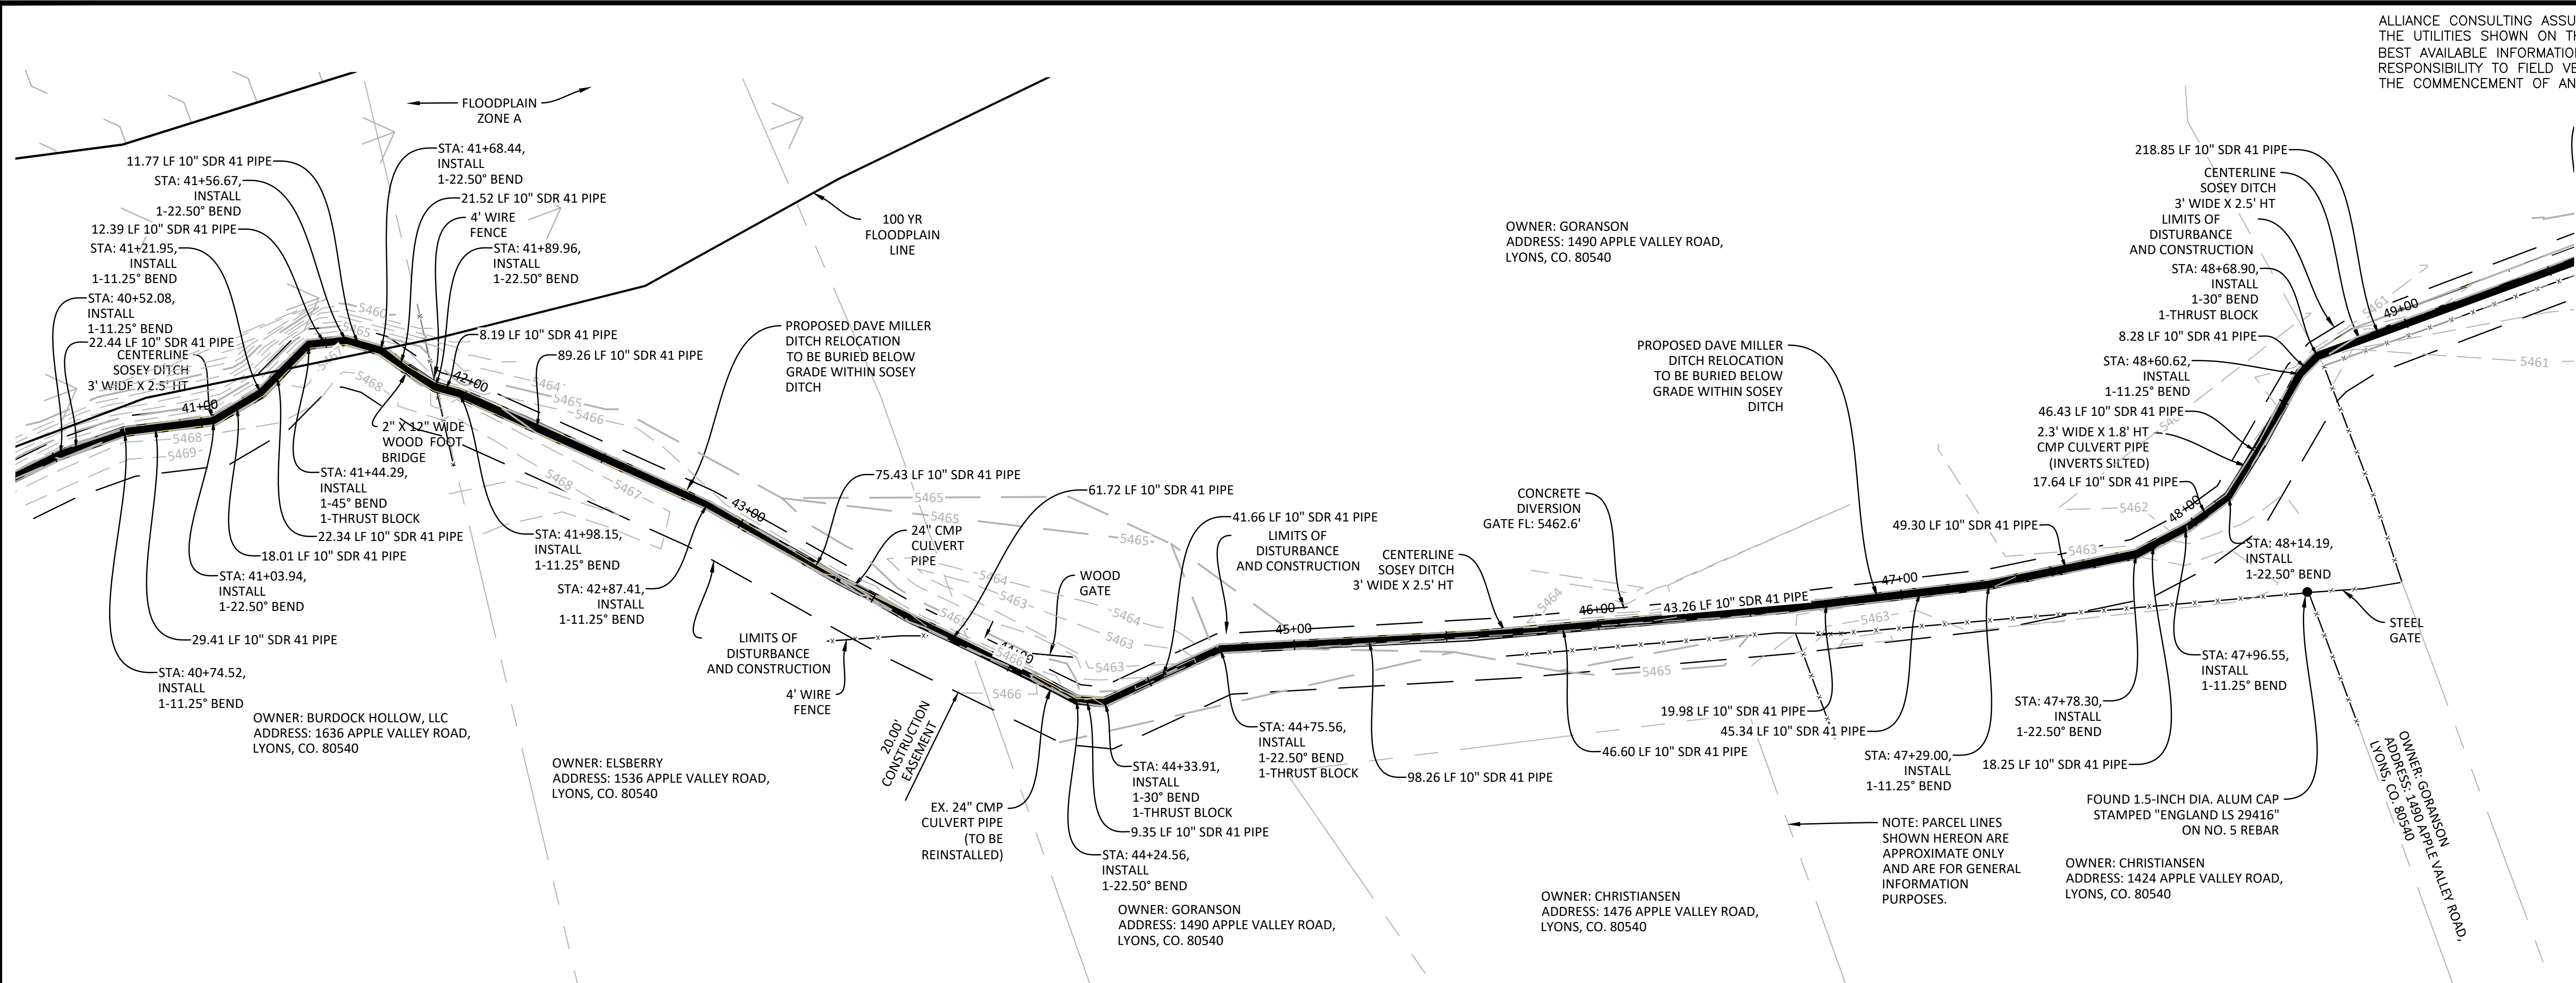 ALLIANCE CONSULTING ASSU
THE UTILITIES SHOWN ON TH
BEST AVAILABLE INFORMATION
RESPONSIBILITY TO FIELD VE
THE COMMENCEMENT OF AN
FLOODPLAIN
ZONE A
11.77 LF 10" SDR 41 PIPE
STA: 41+56.67,
INSTALL
1-22.50° BEND
12.39 LF 10" SDR 41 PIPE
STA: 41+21.95,
INSTALL
1-11.25° BEND
STA: 40+52.08,
INSTALL
1-11.25° BEND
22.44 LF 10" SDR 41 PIPE
CENTERLINE
SOSEY DITCH
3' WIDE X 2.5' HT
STA: 41+68.44,
INSTALL
1-22.50° BEND
21.52 LF 10" SDR 41 PIPE
4' WIRE
FENCE
STA: 41+89.96,
INSTALL
1-22.50° BEND
8.19 LF 10" SDR 41 PIPE
89.26 LF 10" SDR 41 PIPE
100 YR
FLOODPLAIN
LINE
PROPOSED DAVE MILLER
DITCH RELOCATION
TO BE BURIED BELOW
GRADE WITHIN SOSEY
DITCH
5460
5465
5467
5468
41+00
5468
5469
42+00
5464
5465
5466
2" X 12" WIDE
WOOD FOOT
BRIDGE
5468
5467
STA: 41+44.29,
INSTALL
1-45° BEND
1-THRUST BLOCK
22.34 LF 10" SDR 41 PIPE
18.01 LF 10" SDR 41 PIPE
STA: 41+03.94,
INSTALL
1-22.50° BEND
29.41 LF 10" SDR 41 PIPE
STA: 40+74.52,
INSTALL
1-11.25° BEND
OWNER: BURDOCK HOLLOW, LLC
ADDRESS: 1636 APPLE VALLEY ROAD,
LYONS, CO. 80540
STA: 41+98.15,
INSTALL
1-11.25° BEND
STA: 42+87.41,
INSTALL
1-11.25° BEND
43+00
75.43 LF 10" SDR 41 PIPE
5465
5465
5465
24" CMP
CULVERT
PIPE
61.72 LF 10" SDR 41 PIPE
5464
5463
5464
5463
5465
5466
5463
5466
WOOD
GATE
LIMITS OF
DISTURBANCE
AND CONSTRUCTION
4' WIRE
FENCE
20.00'
CONSTRUCTION
EASEMENT
OWNER: ELSBERRY
ADDRESS: 1536 APPLE VALLEY ROAD,
LYONS, CO. 80540
EX. 24" CMP
CULVERT PIPE
(TO BE
REINSTALLED)
41.66 LF 10" SDR 41 PIPE
LIMITS OF
DISTURBANCE
AND CONSTRUCTION
STA: 44+75.56,
INSTALL
1-22.50° BEND
1-THRUST BLOCK
STA: 44+33.91,
INSTALL
1-30° BEND
1-THRUST BLOCK
9.35 LF 10" SDR 41 PIPE
STA: 44+24.56,
INSTALL
1-22.50° BEND
OWNER: GORANSON
ADDRESS: 1490 APPLE VALLEY ROAD,
LYONS, CO. 80540
OWNER: GORANSON
ADDRESS: 1490 APPLE VALLEY ROAD,
LYONS, CO. 80540
45+00
CENTERLINE
SOSEY DITCH
3' WIDE X 2.5' HT
CONCRETE
DIVERSION
GATE FL: 5462.6'
PROPOSED DAVE MILLER
DITCH RELOCATION
TO BE BURIED BELOW
GRADE WITHIN SOSEY
DITCH
5464
46+00
43.26 LF 10" SDR 41 PIPE
47+00
5463
5465
98.26 LF 10" SDR 41 PIPE
46.60 LF 10" SDR 41 PIPE
19.98 LF 10" SDR 41 PIPE
45.34 LF 10" SDR 41 PIPE
OWNER: CHRISTIANSEN
ADDRESS: 1476 APPLE VALLEY ROAD,
LYONS, CO. 80540
NOTE: PARCEL LINES
SHOWN HEREON ARE
APPROXIMATE ONLY
AND ARE FOR GENERAL
INFORMATION
PURPOSES.
STA: 47+29.00,
INSTALL
1-11.25° BEND
218.85 LF 10" SDR 41 PIPE
CENTERLINE
SOSEY DITCH
3' WIDE X 2.5' HT
LIMITS OF
DISTURBANCE
AND CONSTRUCTION
STA: 48+68.90,
INSTALL
1-30° BEND
1-THRUST BLOCK
8.28 LF 10" SDR 41 PIPE
STA: 48+60.62,
INSTALL
1-11.25° BEND
46.43 LF 10" SDR 41 PIPE
2.3' WIDE X 1.8' HT
CMP CULVERT PIPE
(INVERTS SILTED)
17.64 LF 10" SDR 41 PIPE
49.30 LF 10" SDR 41 PIPE
5461
49+00
5461
5462
5463
48+00
STA: 48+14.19,
INSTALL
1-22.50° BEND
STEEL
GATE
STA: 47+96.55,
INSTALL
1-11.25° BEND
STA: 47+78.30,
INSTALL
1-22.50° BEND
18.25 LF 10" SDR 41 PIPE
FOUND 1.5-INCH DIA. ALUM CAP
STAMPED "ENGLAND LS 29416"
ON NO. 5 REBAR
OWNER: CHRISTIANSEN
ADDRESS: 1424 APPLE VALLEY ROAD,
LYONS, CO. 80540
OWNER: GORANSON
ADDRESS: 1490 APPLE VALLEY ROAD,
LYONS, CO. 80540